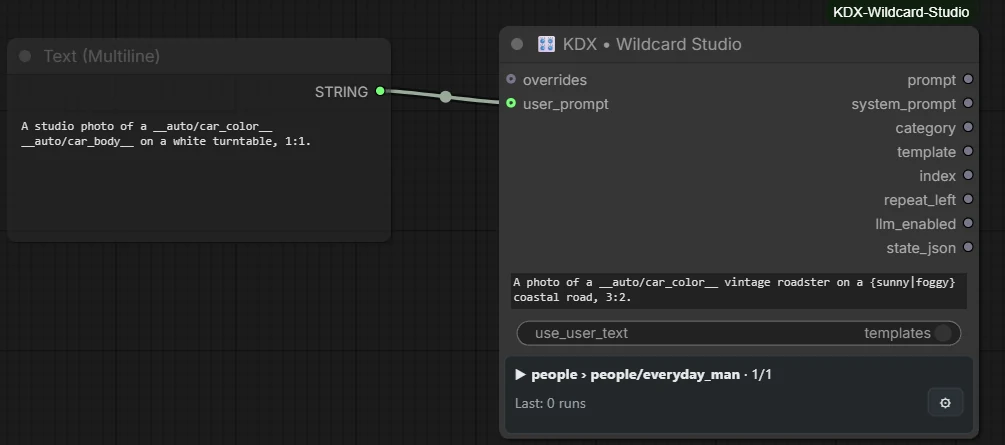 KDX-Wildcard-Studio
Text (Multiline)
STRING
A studio photo of a __auto/car_color__
__auto/car_body__ on a white turntable, 1:1.
KDX • Wildcard Studio
overrides
user_prompt
prompt
system_prompt
category
template
index
repeat_left
llm_enabled
state_json
A photo of a __auto/car_color__ vintage roadster on a {sunny|foggy}
coastal road, 3:2.
use_user_text templates
▶ people › people/everyday_man · 1/1
Last: 0 runs